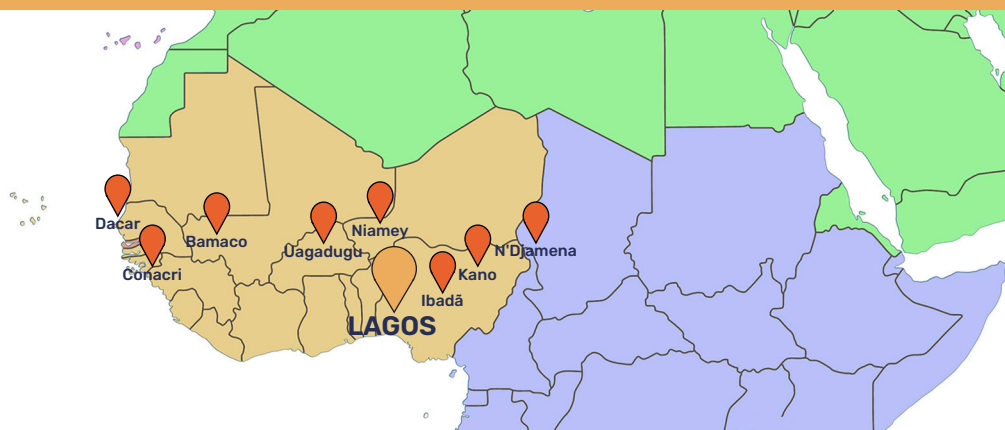 Dacar
Bamaco
Niamey
Uagadugu
N'Djamena
Conacri
Kano
Ibadã
LAGOS